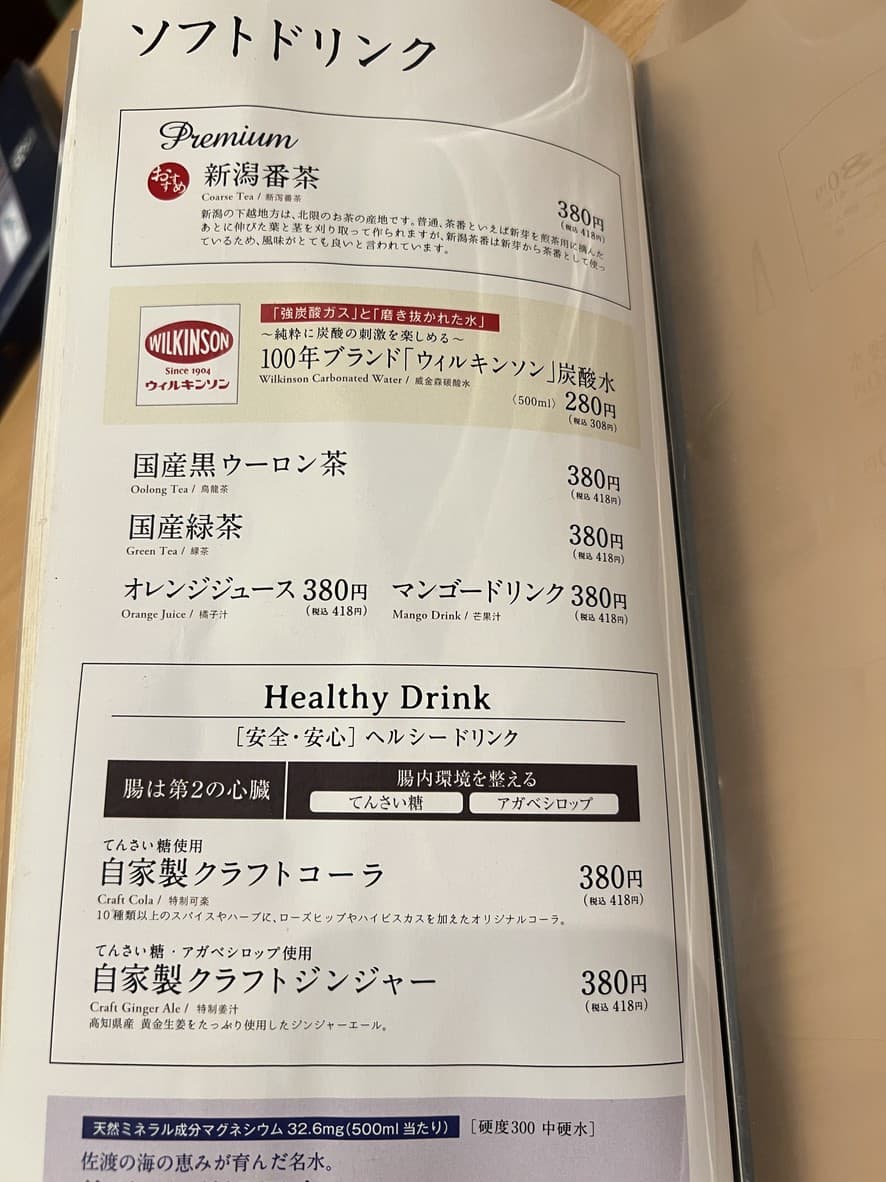 ソフトドリンク
Premium
おすすめ
新潟番茶
Coarse Tea / 新泻番茶
380円
(税込 418円)
新潟の下越地方は、北限のお茶の産地です。普通、茶番といえば新芽を煎茶用に摘んだ
あとに伸びた葉と茎を刈り取って作られますが、新潟茶番は新芽から茶番として使っ
ているため、風味がとても良いと言われています。
WILKINSON
Since 1904
ウィルキンソン
「強炭酸ガス」と「磨き抜かれた水」
～純粋に炭酸の刺激を楽しめる～
100年ブランド「ウィルキンソン」炭酸水
Wilkinson Carbonated Water / 威金森碳酸水
〈500ml〉 280円
(税込 308円)
国産黒ウーロン茶 380円
Oolong Tea / 烏龍茶 (税込 418円)
国産緑茶 380円
Green Tea / 緑茶 (税込 418円)
オレンジジュース 380円 マンゴードリンク 380円
Orange Juice / 橘子汁 (税込 418円) Mango Drink / 芒果汁 (税込 418円)
Healthy Drink
［安全・安心］ヘルシードリンク
腸は第2の心臓
腸内環境を整える
てんさい糖 アガベシロップ
てんさい糖使用
自家製クラフトコーラ 380円
Craft Cola / 特制可楽 (税込 418円)
10種類以上のスパイスやハーブに、ローズヒップやハイビスカスを加えたオリジナルコーラ。
てんさい糖・アガベシロップ使用
自家製クラフトジンジャー 380円
Craft Ginger Ale / 特制姜汁 (税込 418円)
高知県産 黄金生姜をたっぷり使用したジンジャーエール。
天然ミネラル成分マグネシウム 32.6mg(500ml当たり) ［硬度300 中硬水］
佐渡の海の恵みが育んだ名水。